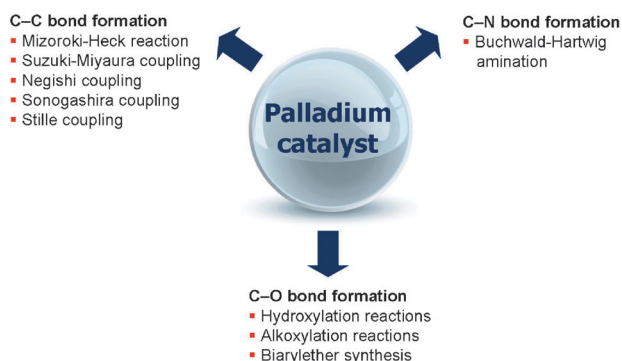 C–C bond formation
▪ Mizoroki-Heck reaction
▪ Suzuki-Miyaura coupling
▪ Negishi coupling
▪ Sonogashira coupling
▪ Stille coupling
C–N bond formation
▪ Buchwald-Hartwig
amination
Palladium
catalyst
C–O bond formation
▪ Hydroxylation reactions
▪ Alkoxylation reactions
▪ Biarylether synthesis